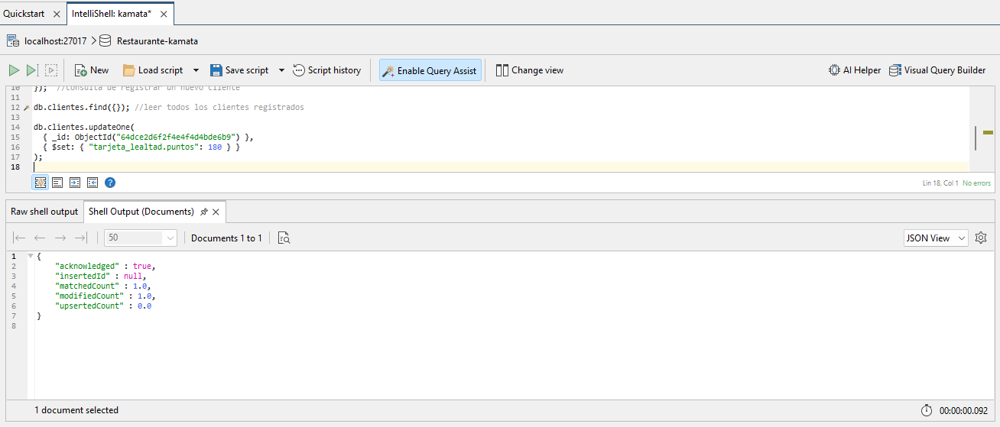 Quickstart IntelliShell: kamata*
localhost:27017 Restaurante-kamata
New Load script Save script Script history Enable Query Assist Change view AI Helper Visual Query Builder
10 }); //consulta de registrar un nuevo cliente
11
12 db.clientes.find({}); //leer todos los clientes registrados
13
14 db.clientes.updateOne(
15 { _id: ObjectId("64dce2d6f2f4e4f4d4bde6b9") },
16 { $set: { "tarjeta_lealtad.puntos": 180 } }
17 );
18
Lin 18, Col 1 No errors
Raw shell output Shell Output (Documents)
50 Documents 1 to 1 JSON View
1 {
2 "acknowledged" : true,
3 "insertedId" : null,
4 "matchedCount" : 1.0,
5 "modifiedCount" : 1.0,
6 "upsertedCount" : 0.0
7 }
8
1 document selected 00:00:00.092